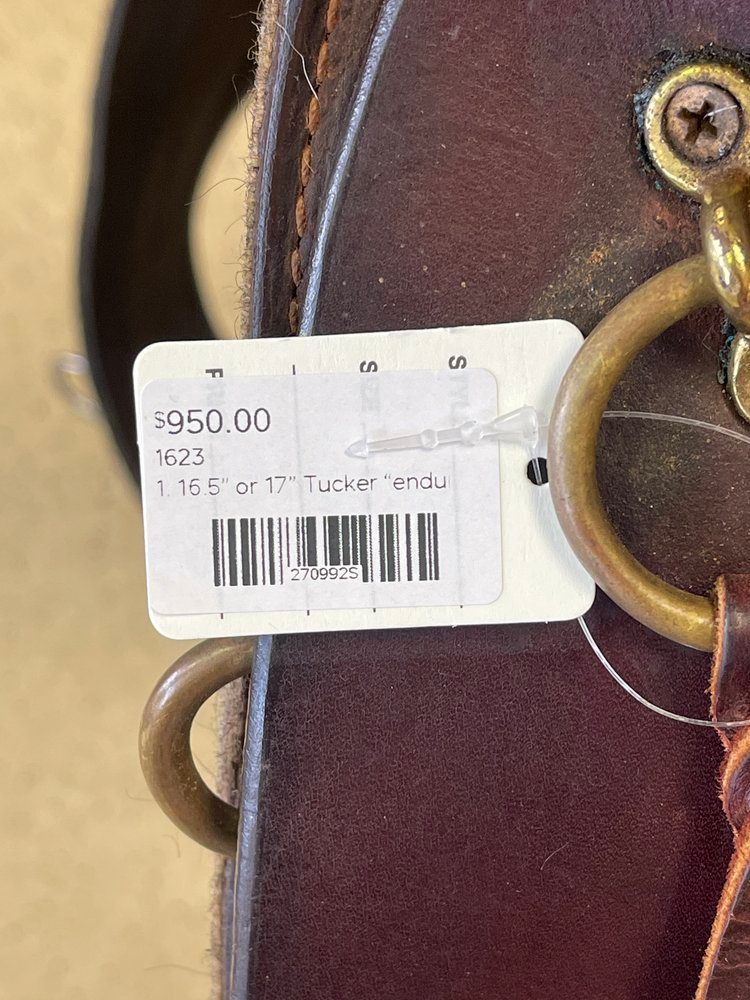 $950.00
1623
1. 16.5” or 17” Tucker “endu
270992S